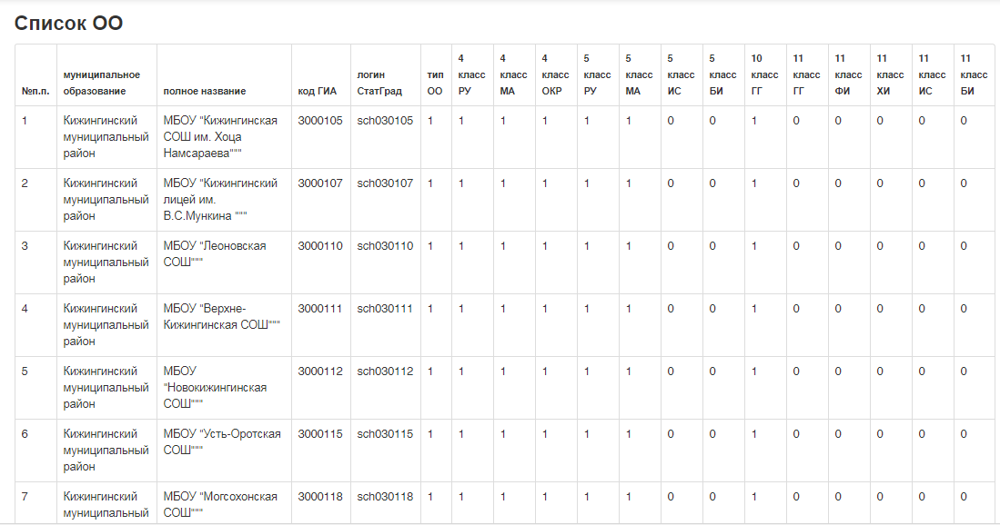 Список ОО
№п.п. муниципальное образование полное название код ГИА логин СтатГрад тип ОО 4 класс РУ 4 класс МА 4 класс ОКР 5 класс РУ 5 класс МА 5 класс ИС 5 класс БИ 10 класс ГГ 11 класс ГГ 11 класс ФИ 11 класс ХИ 11 класс ИС 11 класс БИ
1 Кижингинский МБОУ "Кижингинская 3000105 sch030105 1 1 1 1 1 1 0 0 1 0 0 0 0 0
муниципальный СОШ им. Хоца
район Намсараева"""
2 Кижингинский МБОУ "Кижингинский 3000107 sch030107 1 1 1 1 1 1 0 0 1 0 0 0 0 0
муниципальный лицей им.
район В.С.Мункина """
3 Кижингинский МБОУ "Леоновская 3000110 sch030110 1 1 1 1 1 1 0 0 1 0 0 0 0 0
муниципальный СОШ"""
район
4 Кижингинский МБОУ "Верхне- 3000111 sch030111 1 1 1 1 1 1 0 0 1 0 0 0 0 0
муниципальный Кижингинская СОШ"""
район
5 Кижингинский МБОУ 3000112 sch030112 1 1 1 1 1 1 0 0 1 0 0 0 0 0
муниципальный "Новокижингинская
район СОШ"""
6 Кижингинский МБОУ "Усть-Оротская 3000115 sch030115 1 1 1 1 1 1 0 0 1 0 0 0 0 0
муниципальный СОШ"""
район
7 Кижингинский МБОУ "Могсохонская 3000118 sch030118 1 1 1 1 1 1 0 0 1 0 0 0 0 0
муниципальный СОШ"""